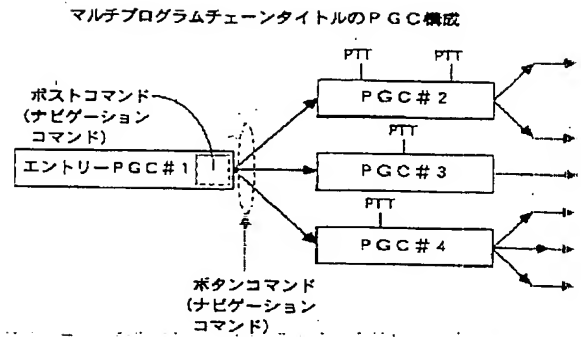 マルチプログラムチェーンタイトルのＰＧＣ構成
PTT
PTT
ＰＧＣ＃２
ポストコマンド
(ナビゲーション
コマンド)
PTT
エントリーＰＧＣ＃１
ＰＧＣ＃３
PTT
ＰＧＣ＃４
ボタンコマンド
(ナビゲーション
コマンド)